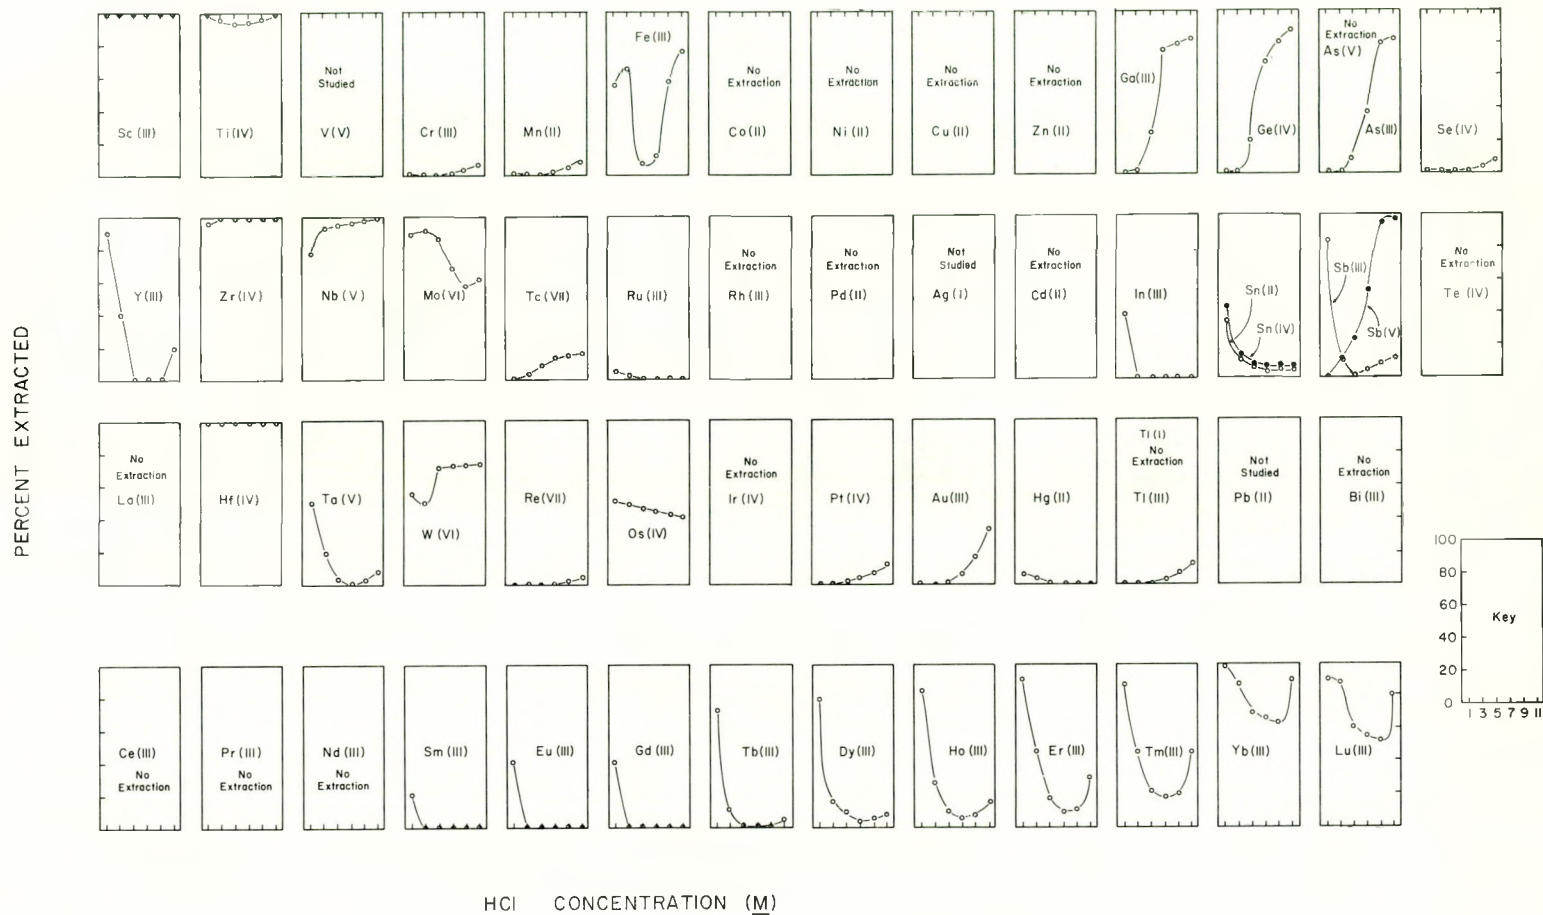 PERCENT EXTRACTED
Sc (III)
Ti (IV)
Not
Studied
V(V)
Cr (III)
Mn (II)
Fe (III)
No
Extraction
Co (II)
No
Extraction
Ni (II)
No
Extraction
Cu (II)
No
Extraction
Zn (II)
Ga (III)
Ge (IV)
No
Extraction
As (V)
As (III)
Se (IV)
Y (III)
Zr (IV)
Nb (V)
Mo (VI)
Tc (VII)
Ru (III)
No
Extraction
Rh (III)
No
Extraction
Pd (II)
Not
Studied
Ag (I)
No
Extraction
Cd (II)
In (III)
Sn (II)
Sn (IV)
Sb (III)
Sb (V)
No
Extraction
Te (IV)
No
Extraction
La (III)
Hf (IV)
Ta (V)
W (VI)
Re (VII)
Os (IV)
No
Extraction
Ir (IV)
Pt (IV)
Au (III)
Hg (II)
Tl (I)
No
Extraction
Tl (III)
Not
Studied
Pb (II)
No
Extraction
Bi (III)
100
80
60
40
20
0
Key
1 3 5 7 9 11
Ce (III)
No
Extraction
Pr (III)
No
Extraction
Nd (III)
No
Extraction
Sm (III)
Eu (III)
Gd (III)
Tb (III)
Dy (III)
Ho (III)
Er (III)
Tm (III)
Yb (III)
Lu (III)
HCl CONCENTRATION (M)